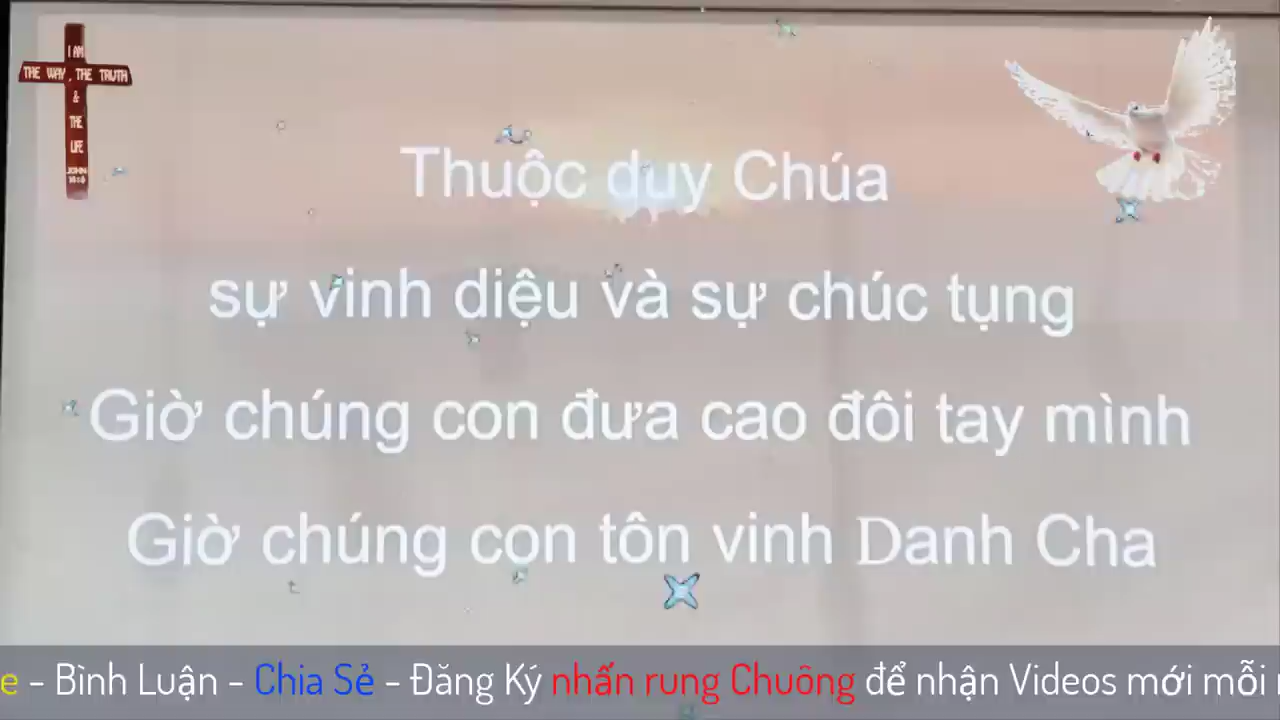 I AM
THE WAY, THE TRUTH
&
THE
LIFE
JOHN
Thuộc duy Chúa
sự vinh diệu và sự chúc tụng
Giờ chúng con đưa cao đôi tay mình
Giờ chúng con tôn vinh Danh Cha
e - Bình Luận - Chia Sẻ - Đăng Ký nhấn rung Chuông để nhận Videos mới mỗi